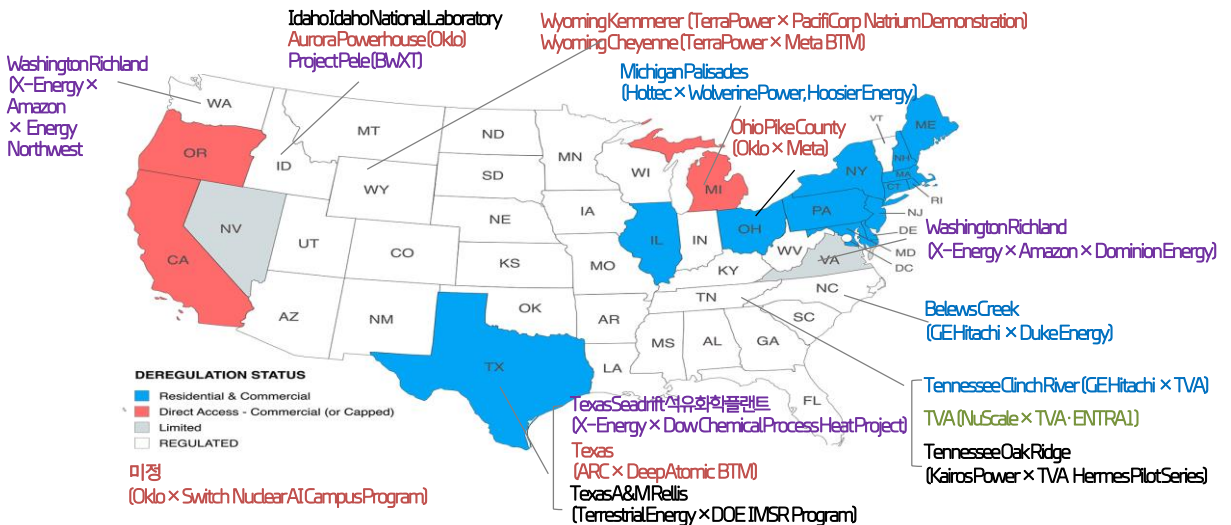 Idaho Idaho National Laboratory
Aurora Powerhouse (Oklo)
Project Pele (BWXT)
Wyoming Kemmerer (TerraPower × PacifiCorp Natrium Demonstration)
Wyoming Cheyenne (TerraPower × Meta BTM)
Washington Richland
(X-Energy ×
Amazon
× Energy
Northwest
Michigan Palisades
(Holtec × Wolverine Power, Hoosier Energy)
Ohio Pike County
(Oklo × Meta)
WA
MT
ND
MN
VT
ME
OR
ID
WY
SD
WI
MI
NY
NH
MA
CT
RI
NV
UT
CO
NE
IA
IL
IN
OH
PA
NJ
DE
MD
DC
CA
KS
MO
KY
WV
VA
Washington Richland
(X-Energy × Amazon × Dominion Energy)
AZ
NM
OK
AR
TN
NC
SC
MS
AL
GA
TX
LA
FL
Belews Creek
(GE Hitachi × Duke Energy)
Tennessee Clinch River (GE Hitachi × TVA)
TVA (NuScale × TVA · ENTRA1)
Tennessee Oak Ridge
(Kairos Power × TVA Hermes Pilot Series)
DEREGULATION STATUS
Residential & Commercial
Direct Access - Commercial (or Capped)
Limited
REGULATED
미정
(Oklo × Switch Nuclear AI Campus Program)
Texas Seadrift 석유화학플랜트
(X-Energy × Dow Chemical Process Heat Project)
Texas
(ARC × Deep Atomic BTM)
Texas A&M Rellis
(Terrestrial Energy × DOE IMSR Program)